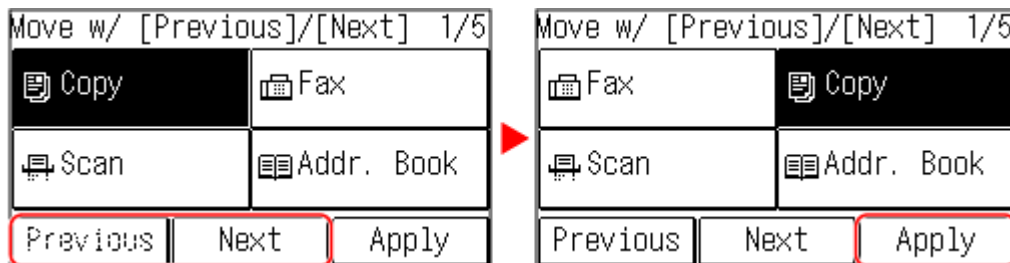 Move w/ [Previous]/[Next] 1/5
Copy Fax
Scan Addr. Book
Previous Next Apply
Move w/ [Previous]/[Next] 1/5
Fax Copy
Scan Addr. Book
Previous Next Apply